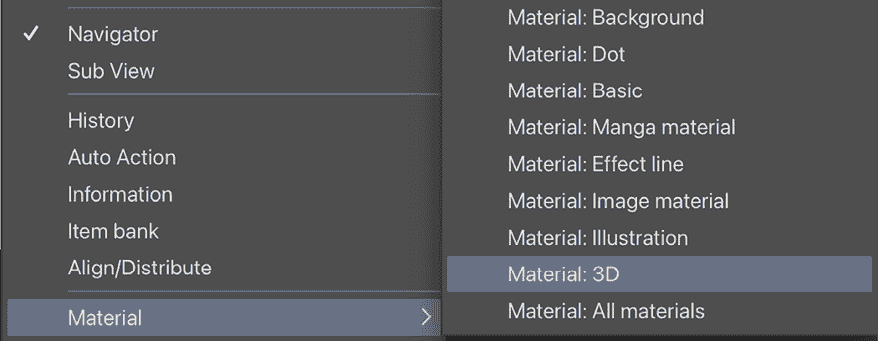 Navigator
Sub View
History
Auto Action
Information
Item bank
Align/Distribute
Material
Material: Background
Material: Dot
Material: Basic
Material: Manga material
Material: Effect line
Material: Image material
Material: Illustration
Material: 3D
Material: All materials